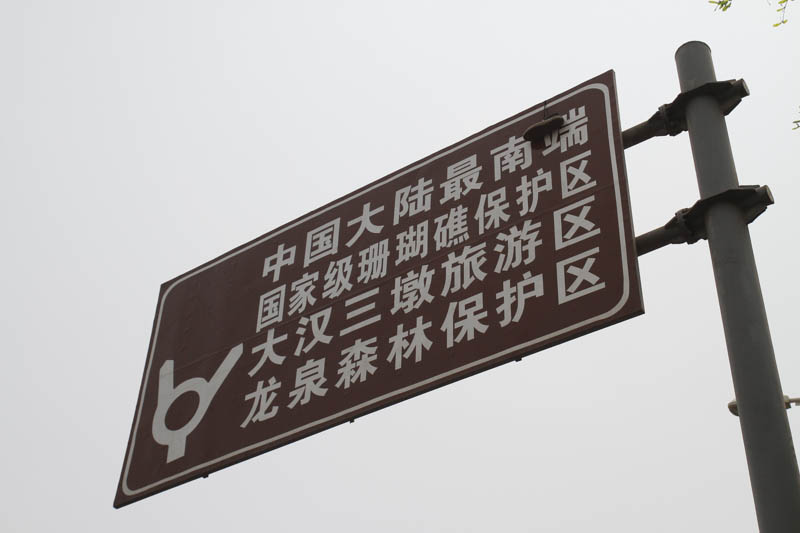 中国大陆最南端
国家级珊瑚礁保护区
大汉三墩旅游区
龙泉森林保护区